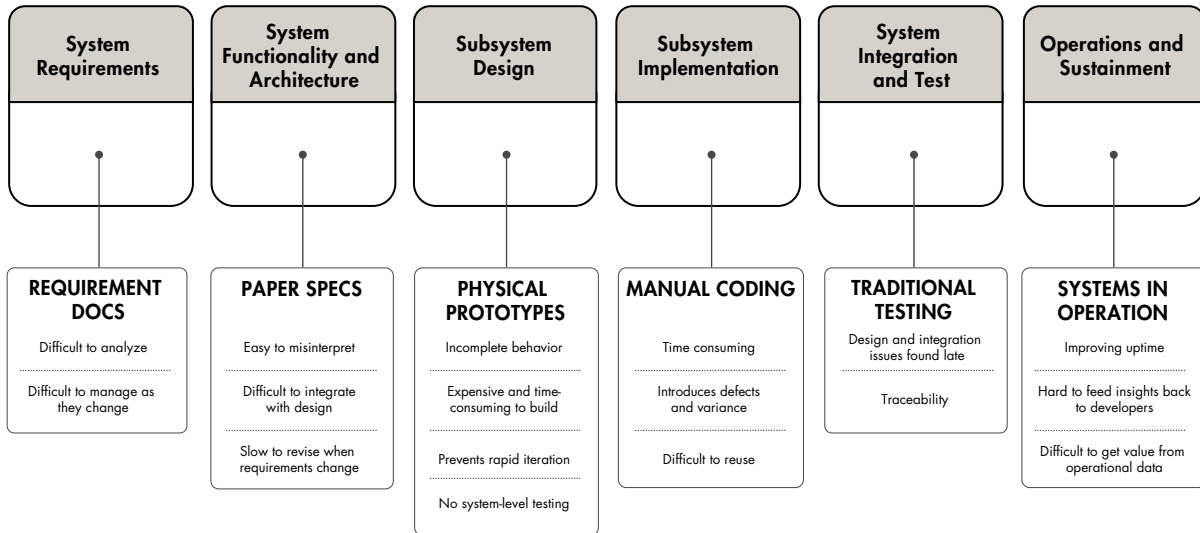 System
Requirements
System
Functionality and
Architecture
Subsystem
Design
Subsystem
Implementation
System
Integration
and Test
Operations and
Sustainment
REQUIREMENT
DOCS
Difficult to analyze
Difficult to manage as
they change
PAPER SPECS
Easy to misinterpret
Difficult to integrate
with design
Slow to revise when
requirements change
PHYSICAL
PROTOTYPES
Incomplete behavior
Expensive and time-
consuming to build
Prevents rapid iteration
No system-level testing
MANUAL CODING
Time consuming
Introduces defects
and variance
Difficult to reuse
TRADITIONAL
TESTING
Design and integration
issues found late
Traceability
SYSTEMS IN
OPERATION
Improving uptime
Hard to feed insights back
to developers
Difficult to get value from
operational data